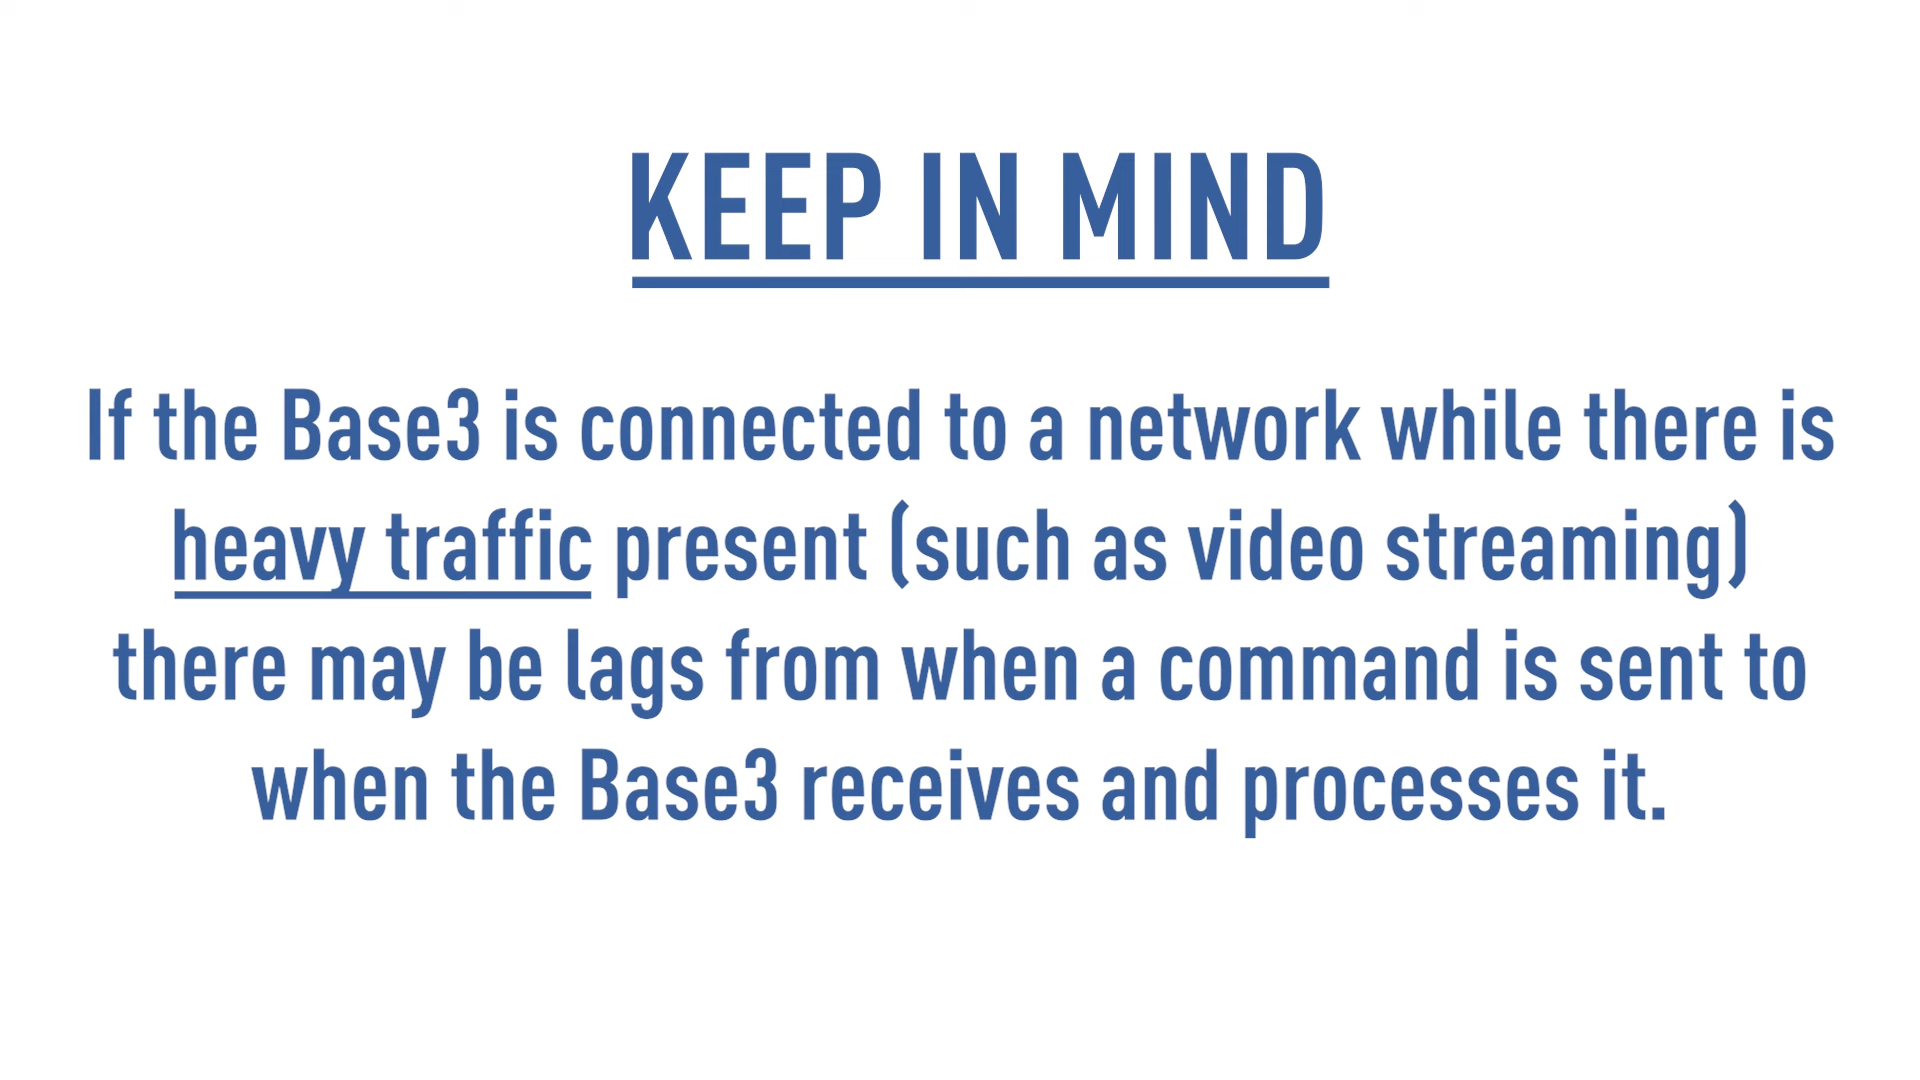 KEEP IN MIND
If the Base3 is connected to a network while there is
heavy traffic present (such as video streaming)
there may be lags from when a command is sent to
when the Base3 receives and processes it.